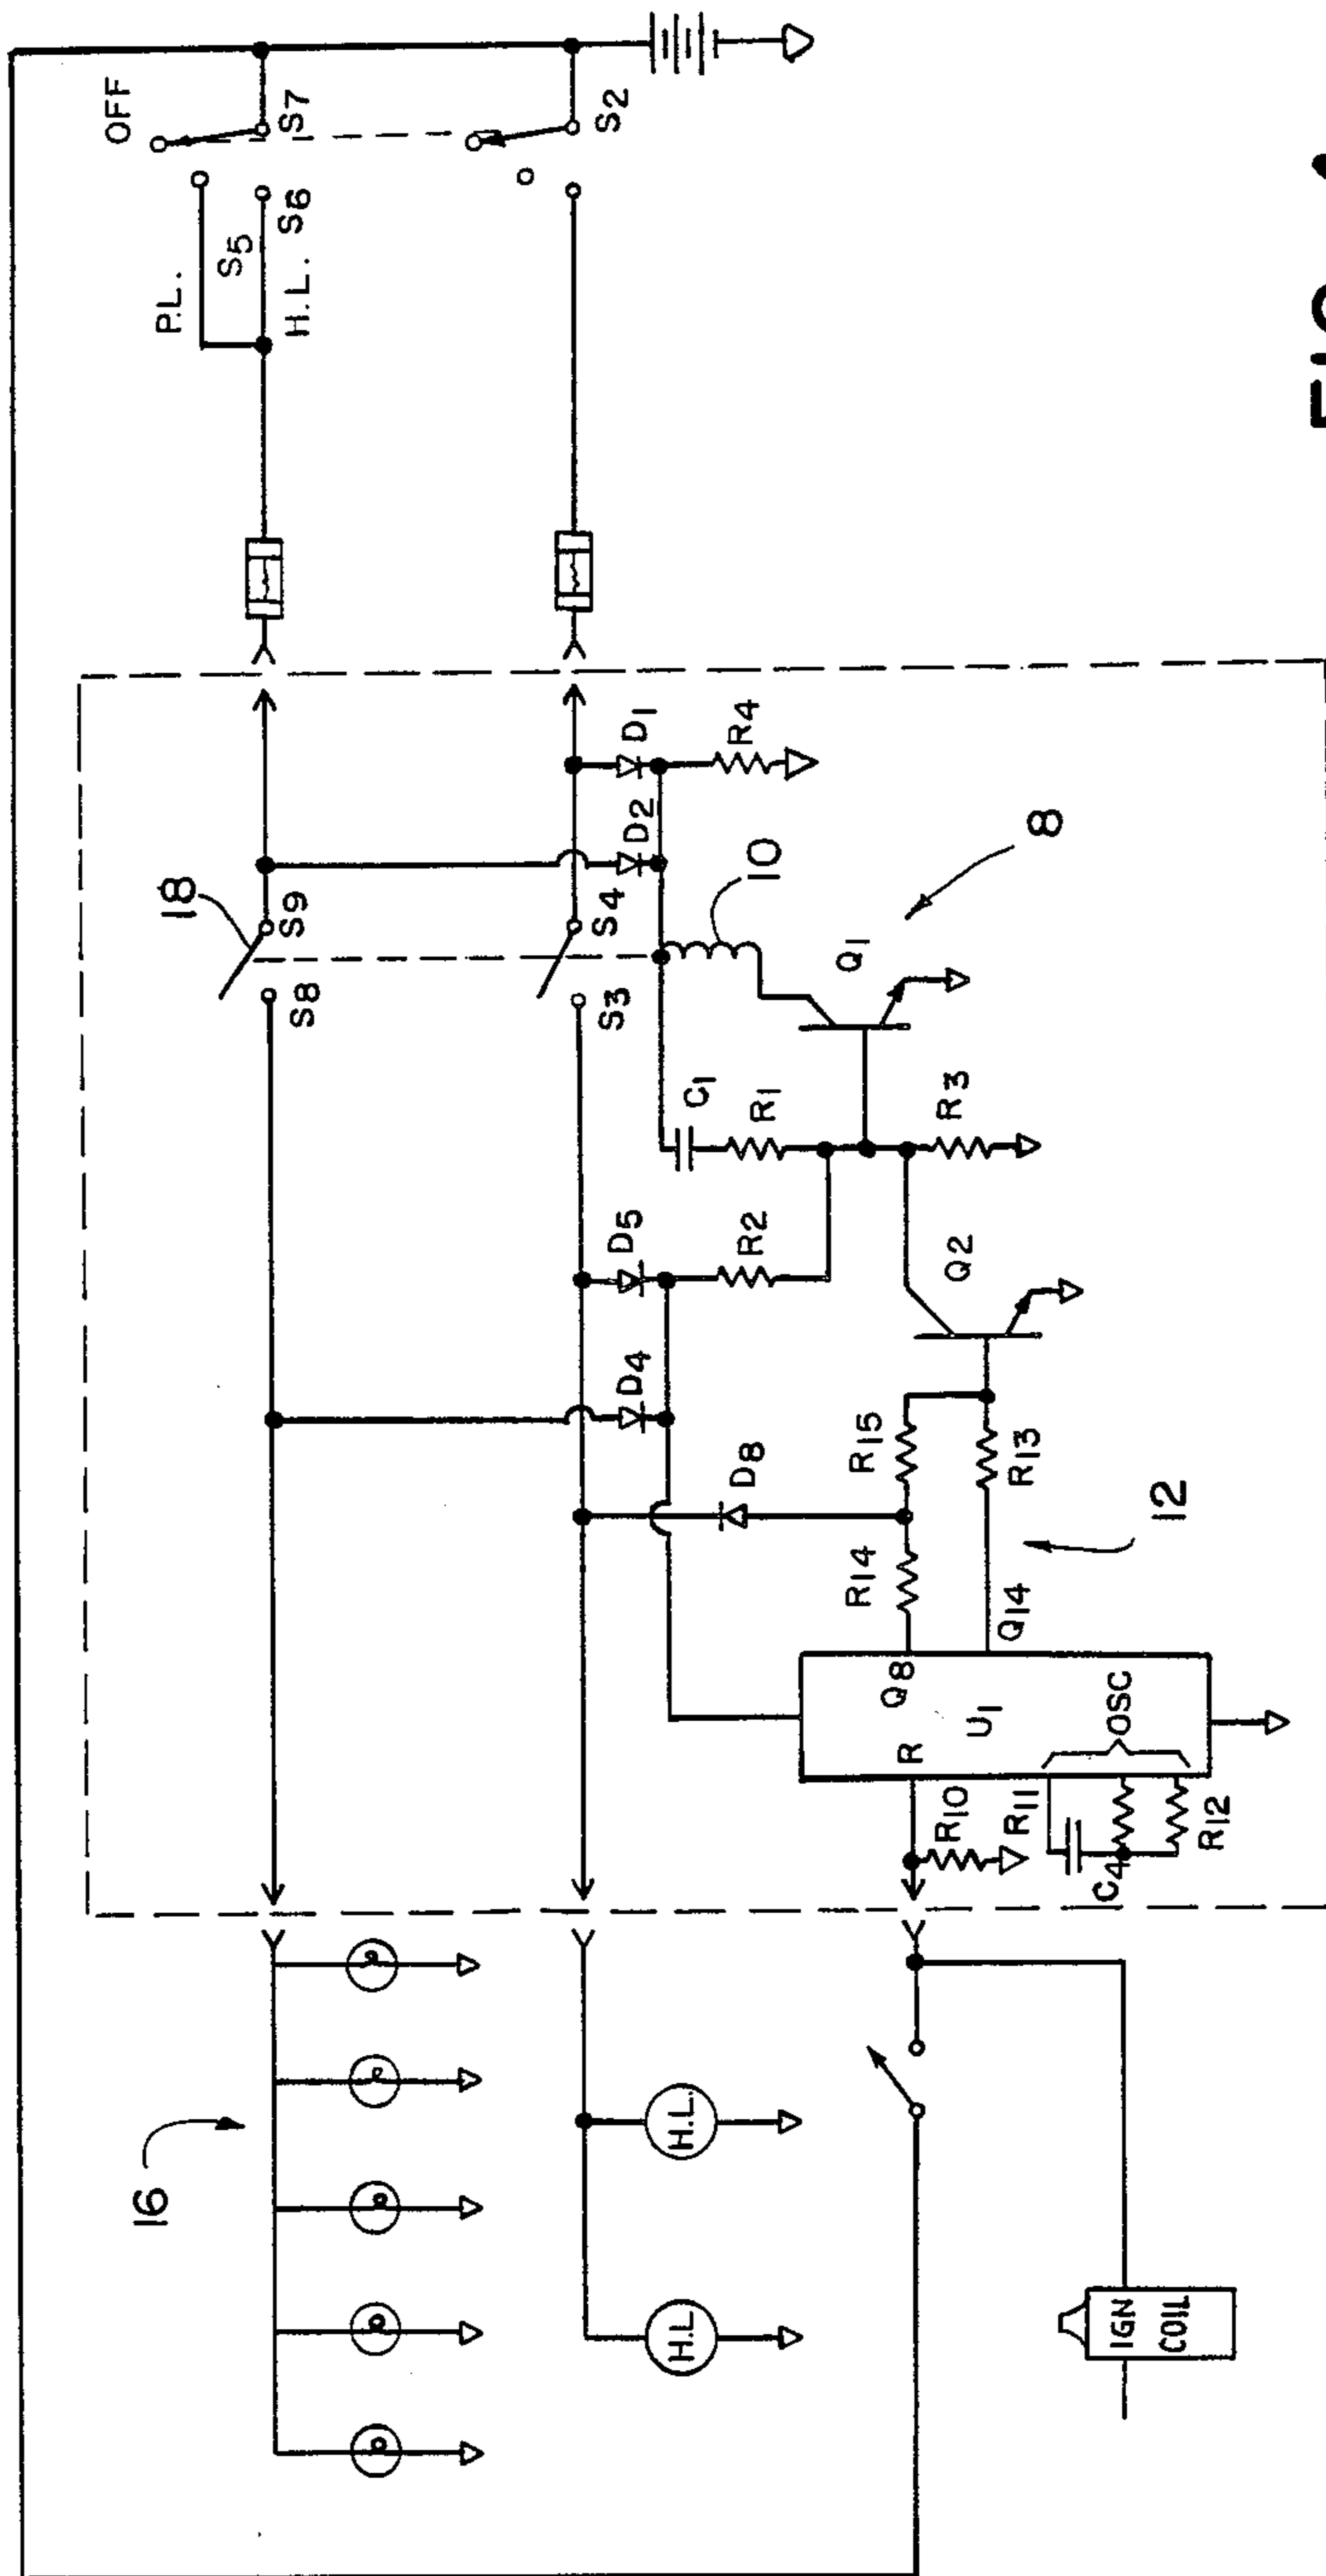 OFF
P.L.
S5
H.L.
S6
S7
S2
18
S9
S8
S4
S3
D1
D2
R4
10
8
Q1
C1
R1
R3
D5
R2
Q2
D4
D8
R15
R13
R14
12
Q8
Q14
R
U1
OSC
R10
R11
C4
R12
16
H.L.
H.L
IGN
COIL